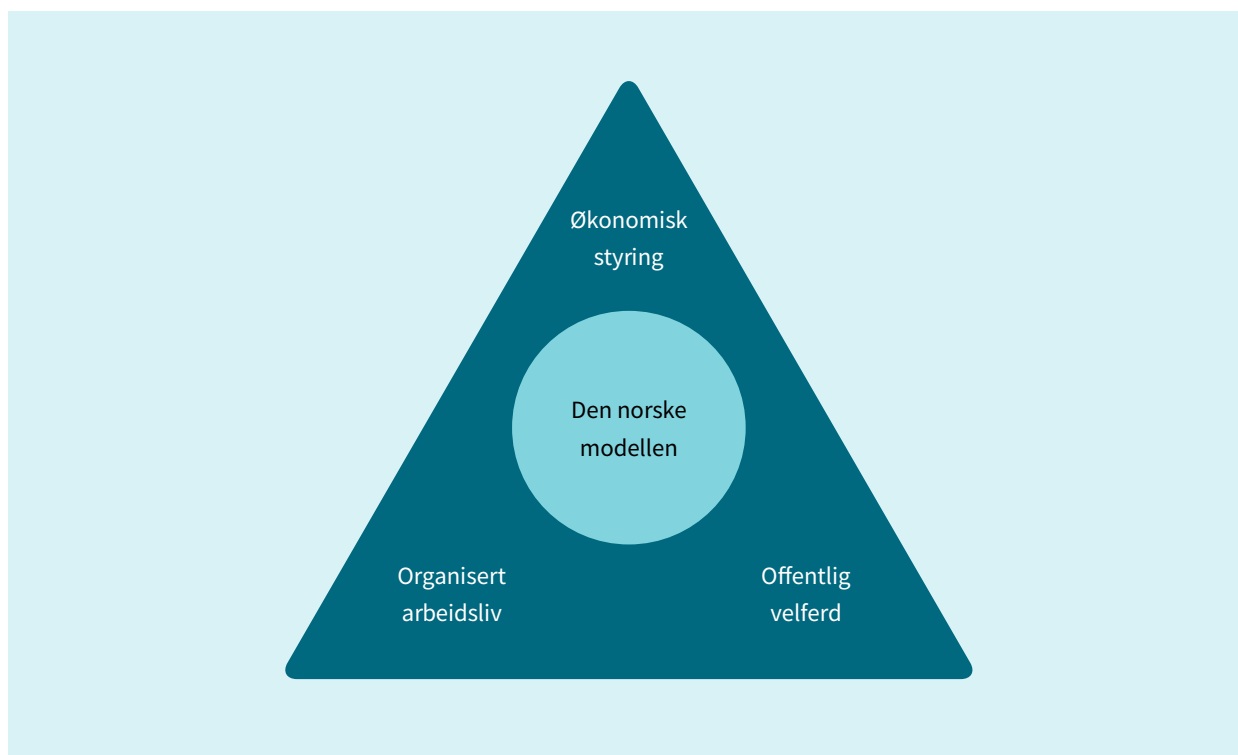 Økonomisk
styring
Den norske
modellen
Organisert
arbeidsliv
Offentlig
velferd